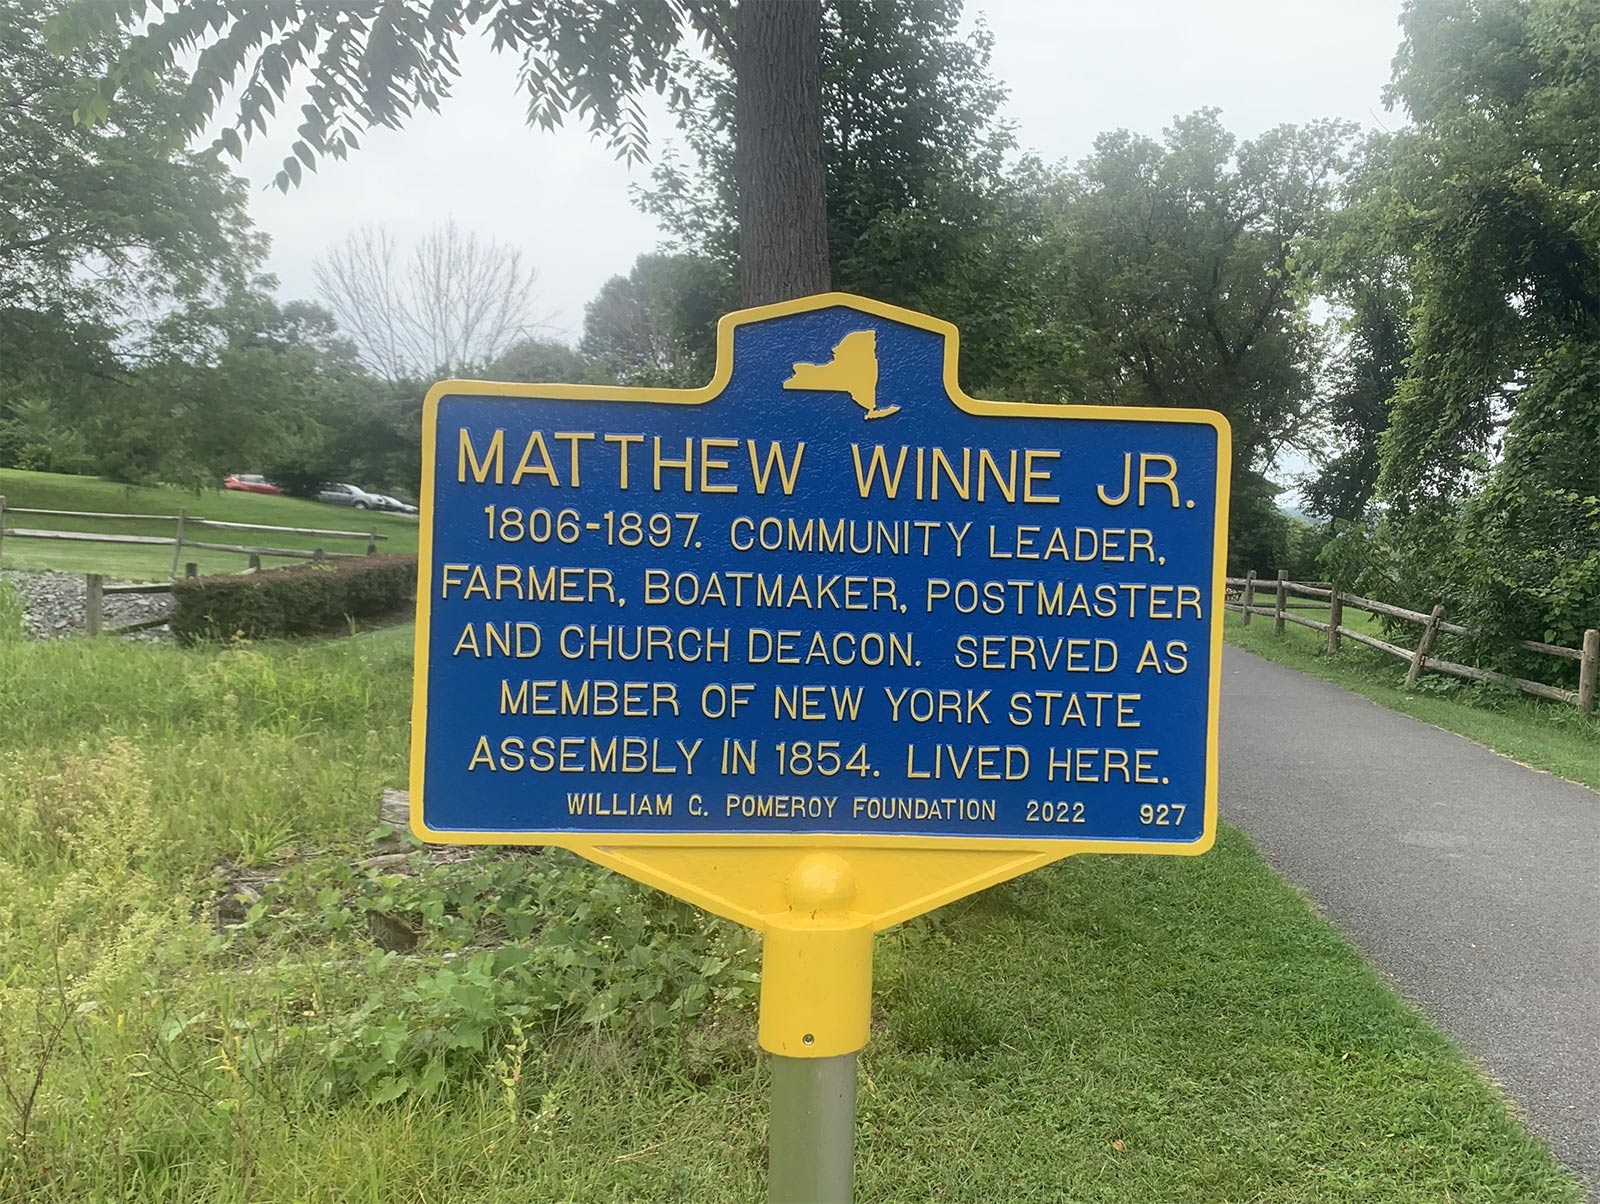 MATTHEW WINNE JR.
1806-1897. COMMUNITY LEADER,
FARMER, BOATMAKER, POSTMASTER
AND CHURCH DEACON. SERVED AS
MEMBER OF NEW YORK STATE
ASSEMBLY IN 1854. LIVED HERE.
WILLIAM G. POMEROY FOUNDATION 2022 927